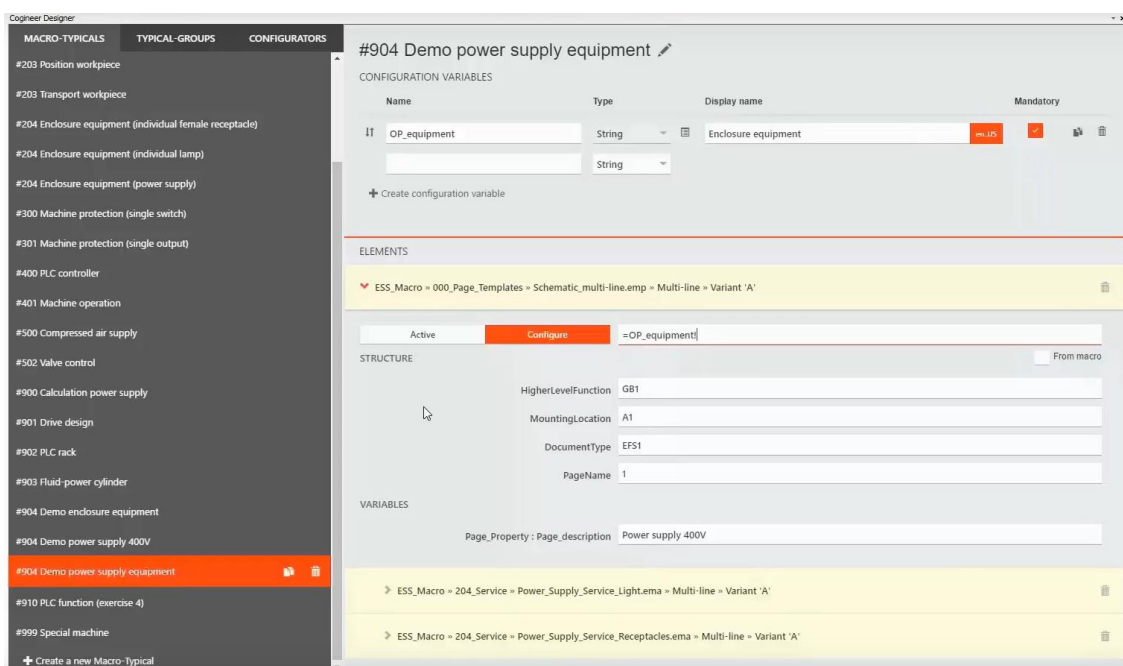 Cogineer Designer
MACRO-TYPICALS TYPICAL-GROUPS CONFIGURATORS
#203 Position workpiece
#203 Transport workpiece
#204 Enclosure equipment (individual female receptacle)
#204 Enclosure equipment (individual lamp)
#204 Enclosure equipment (power supply)
#300 Machine protection (single switch)
#301 Machine protection (single output)
#400 PLC controller
#401 Machine operation
#500 Compressed air supply
#502 Valve control
#900 Calculation power supply
#901 Drive design
#902 PLC rack
#903 Fluid-power cylinder
#904 Demo enclosure equipment
#904 Demo power supply 400V
#904 Demo power supply equipment
#910 PLC function (exercise 4)
#999 Special machine
+ Create a new Macro-Typical
#904 Demo power supply equipment
CONFIGURATION VARIABLES
Name Type Display name Mandatory
OP_equipment String Enclosure equipment en_US
String
+ Create configuration variable
ELEMENTS
ESS_Macro » 000_Page_Templates » Schematic_multi-line.emp » Multi-line » Variant 'A'
Active Configure =OP_equipment!
STRUCTURE From macro
HigherLevelFunction GB1
MountingLocation A1
DocumentType EFS1
PageName 1
VARIABLES
Page_Property : Page_description Power supply 400V
ESS_Macro » 204_Service » Power_Supply_Service_Light.ema » Multi-line » Variant 'A'
ESS_Macro » 204_Service » Power_Supply_Service_Receptacles.ema » Multi-line » Variant 'A'